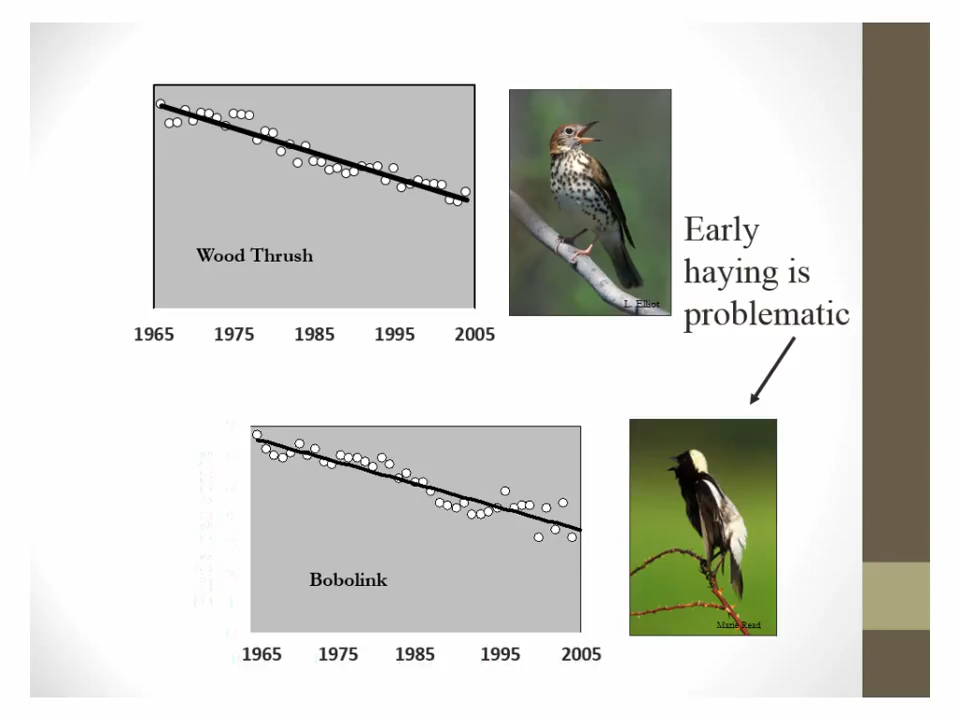 Wood Thrush
1965 1975 1985 1995 2005
L. Elliot
Early
haying is
problematic
Bobolink
1965 1975 1985 1995 2005
Marie Read